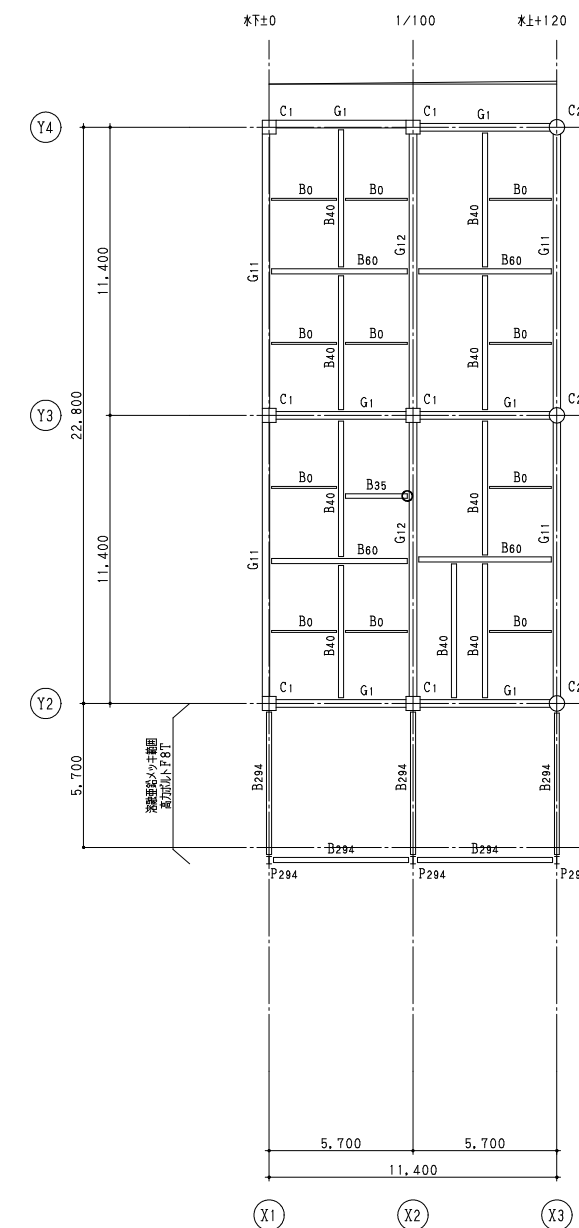 水下±0 1/100 水上+120
C1 G1 C1 G1 C2
Y4
B0 B0 B40 B40 B0
G11 G12 G11
B60 B60
11,400
B0 B0 B40 B40 B0
C1 G1 C1 G1 C2
Y3
22,800
B0 B40 B35 B40 B0
G11 G12 G11
B60 B60
11,400
B0 B40 B0 B40 B40 B0
C1 G1 C1 G1 C2
Y2
溶融亜鉛メッキ範囲
高力ボルトF8T
5,700
B294 B294 B294
B294 B294
P294 P294 P29
5,700 5,700
11,400
X1 X2 X3